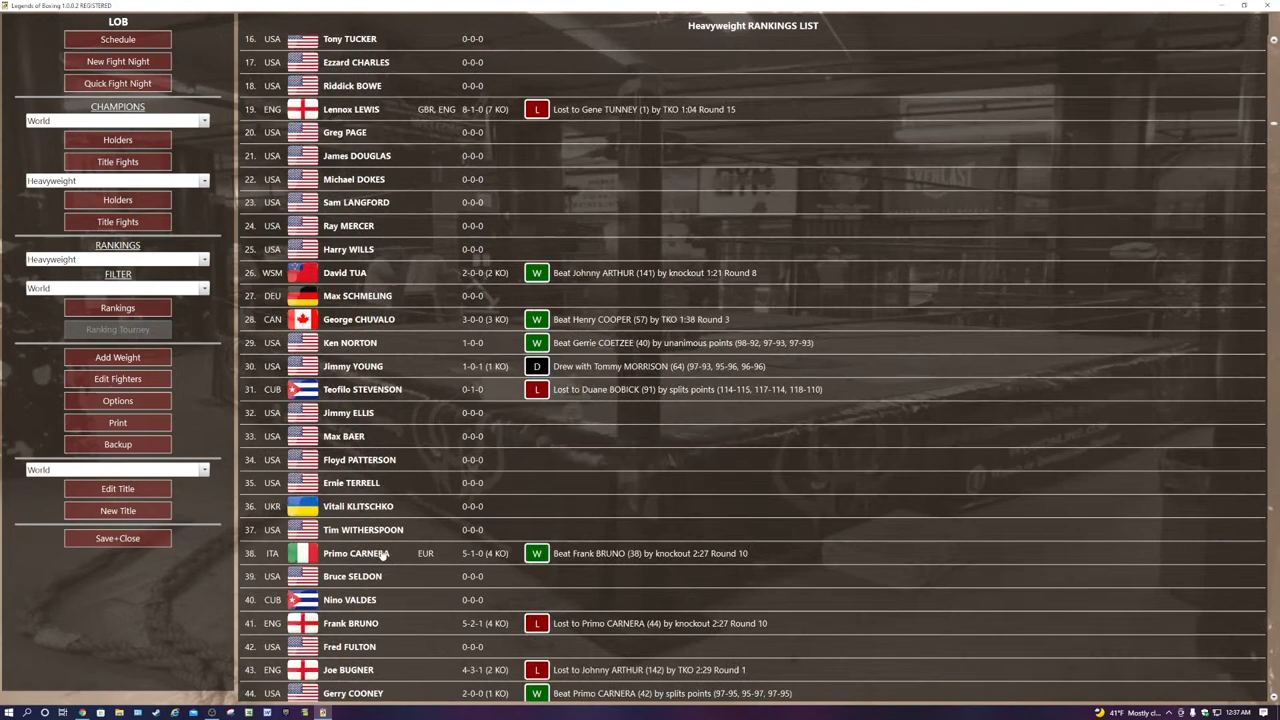 Legends of Boxing 1.0.0.2 REGISTERED
LOB
Schedule
New Fight Night
Quick Fight Night
CHAMPIONS
World
Holders
Title Fights
Heavyweight
Holders
Title Fights
RANKINGS
Heavyweight
FILTER
World
Rankings
Ranking Tourney
Add Weight
Edit Fighters
Options
Print
Backup
World
Edit Title
New Title
Save+Close
Heavyweight RANKINGS LIST
16. USA Tony TUCKER 0-0-0
17. USA Ezzard CHARLES 0-0-0
18. USA Riddick BOWE 0-0-0
19. ENG Lennox LEWIS GBR, ENG (7 KO) L Lost to Gene TUNNEY (1) by TKO 1:04 Round
20. USA Greg PAGE 0-0-0
21. USA James DOUGLAS 0-0-0
22. USA Michael DOKES 0-0-0
23. USA Sam LANGFORD 0-0-0
24. USA Ray MERCER 0-0-0
25. USA Harry WILLS 0-0-0
26. WSM David TUA 2-0-0 (2 KO) W Beat Johnny ARTHUR (141) by knockout 1:21 Round 8
27. DEU Max SCHMELING 0-0-0
28. CAN George CHUVALO 3-0-0 (3 KO) W Beat Henry COOPER (57) by TKO 1:38 Round 3
29. USA Ken NORTON 1-0-0 W Beat Gerrie COETZEE (40) by unanimous points (98-92, 97-93, 97-93)
30. USA Jimmy YOUNG 1-0-1 (1 KO) D Drew with Tommy MORRISON (64) (97-93, 95-96, 96-96)
31. CUB Teofilo STEVENSON L Lost to Duane BOBICK (91) by splits points (114-115, 117-114, 118-110)
32. USA Jimmy ELLIS 0-0-0
33. USA Max BAER 0-0-0
34. USA Floyd PATTERSON 0-0-0
35. USA Ernie TERRELL 0-0-0
36. UKR Vitali KLITSCHKO 0-0-0
37. USA Tim WITHERSPOON 0-0-0
38. ITA Primo CARNERA EUR 5-1-0 (4 KO) W Beat Frank BRUNO (38) by knockout 2:27 Round 10
39. USA Bruce SELDON 0-0-0
40. CUB Nino VALDES 0-0-0
41. ENG Frank BRUNO 5-2-1 (4 KO) L Lost to Primo CARNERA (44) by knockout 2:27 Round 10
42. USA Fred FULTON 0-0-0
43. ENG Joe BUGNER 4-3-1 (2 KO) L Lost to Johnny ARTHUR (142) by TKO 2:29 Round
44. USA Gerry COONEY 2-0-0 (1 KO) W Beat Primo CARNERA (42) by splits points 97-95)
41°F Mostly cl...
12:37 AM